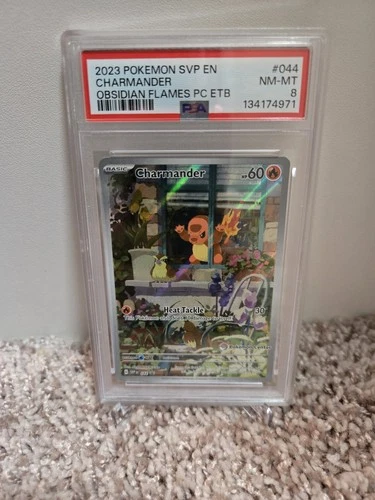 2023 POKEMON SVP EN #044
CHARMANDER NM-MT
OBSIDIAN FLAMES PC ETB 8
PSA 134174971
BASIC Charmander HP60
Heat Tackle 30